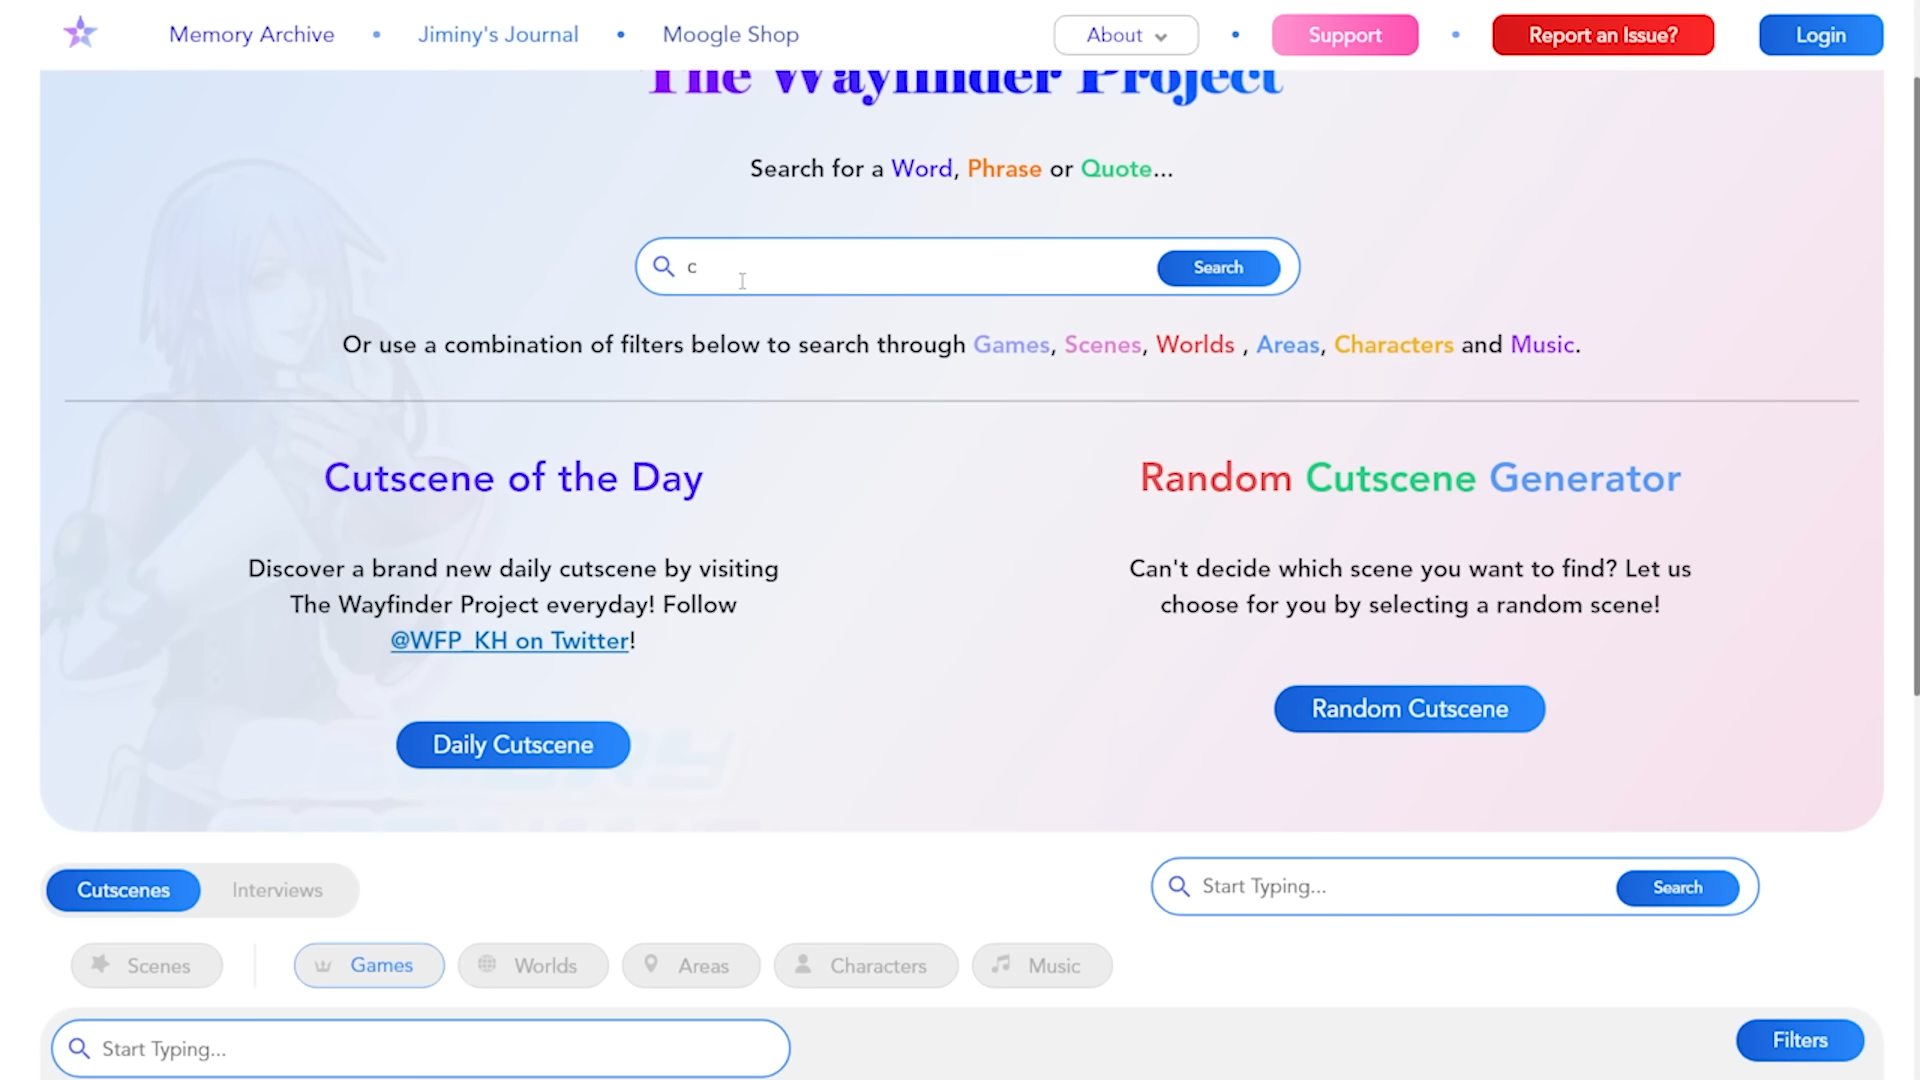 Memory Archive • Jiminy's Journal • Moogle Shop About • Support • Report an Issue? Login
The Wayfinder Project
Search for a Word, Phrase or Quote...
c Search
Or use a combination of filters below to search through Games, Scenes, Worlds , Areas, Characters and Music.
Cutscene of the Day
Discover a brand new daily cutscene by visiting
The Wayfinder Project everyday! Follow
@WFP_KH on Twitter!
Daily Cutscene
Random Cutscene Generator
Can't decide which scene you want to find? Let us
choose for you by selecting a random scene!
Random Cutscene
Cutscenes Interviews
Start Typing... Search
Scenes Games Worlds Areas Characters Music
Start Typing... Filters